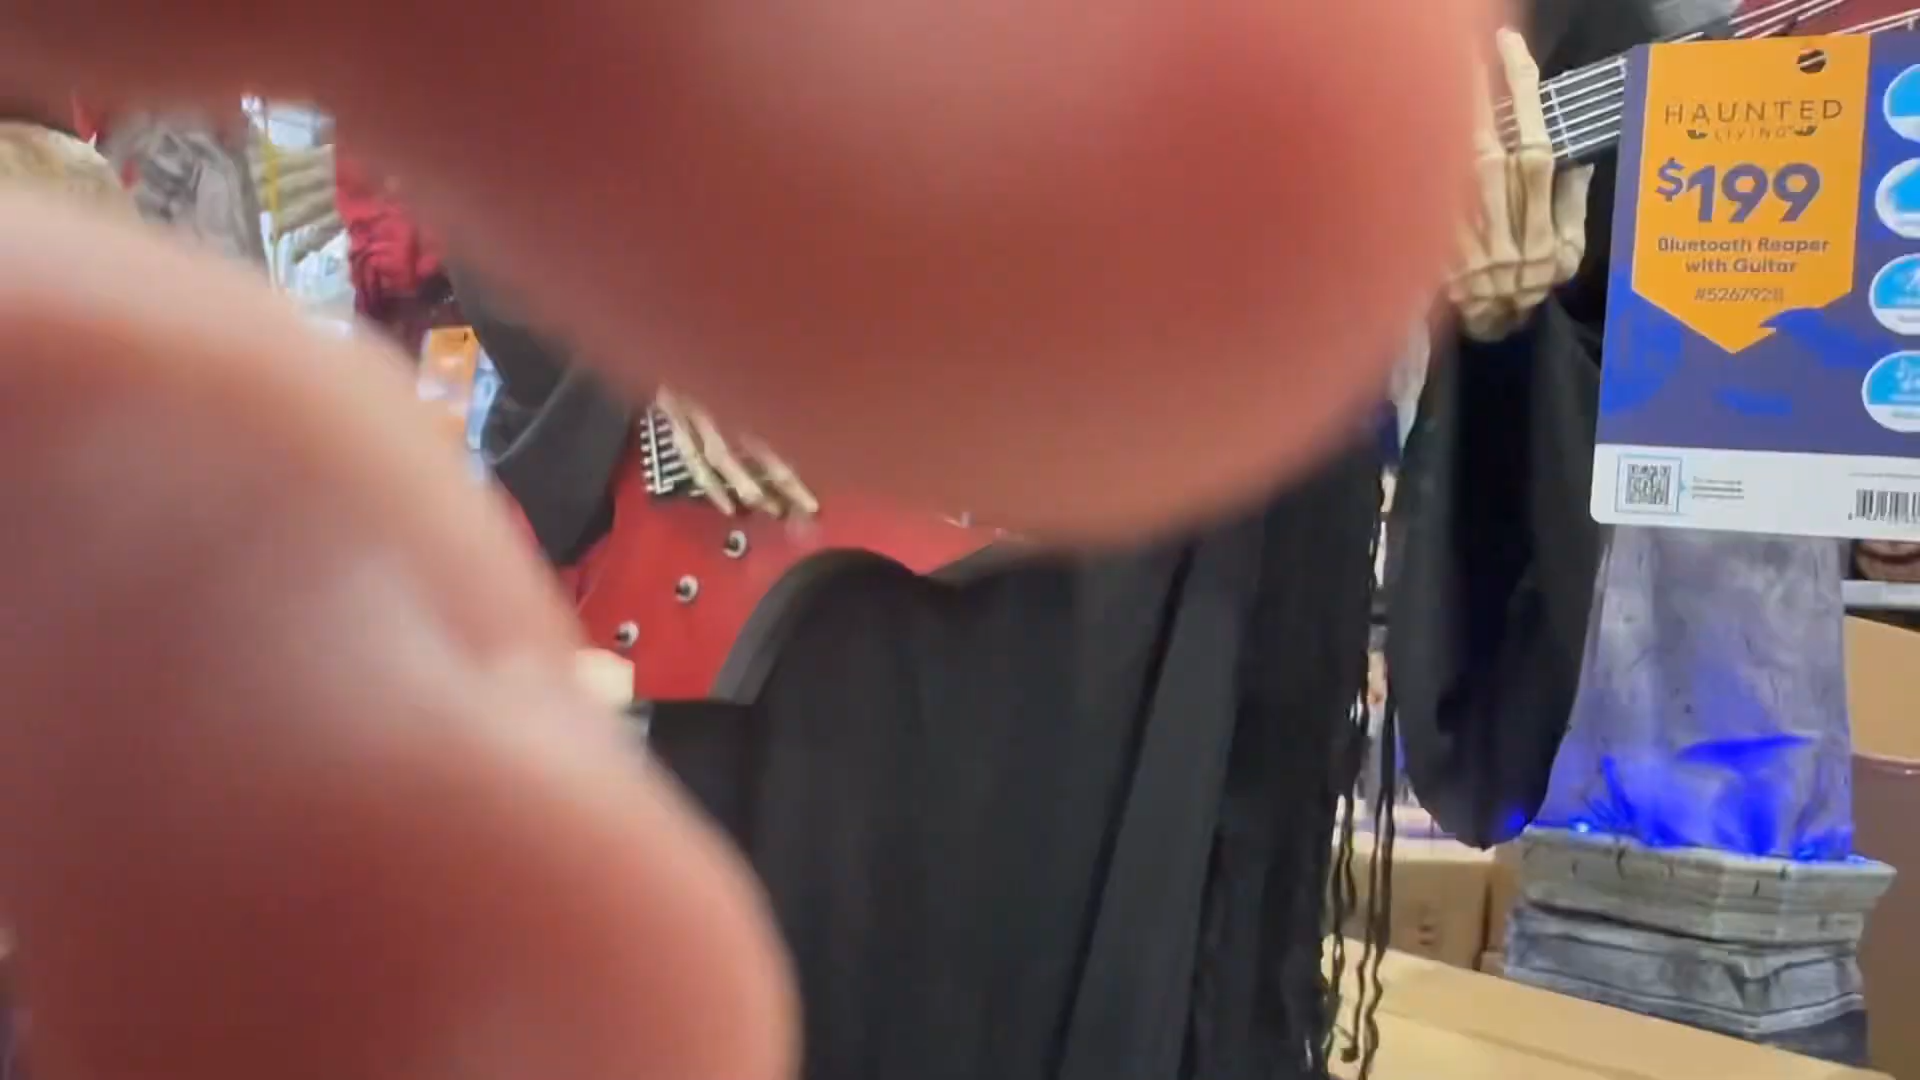 HAUNTED
LIVING
$199
Bluetooth Reaper
with Guitar